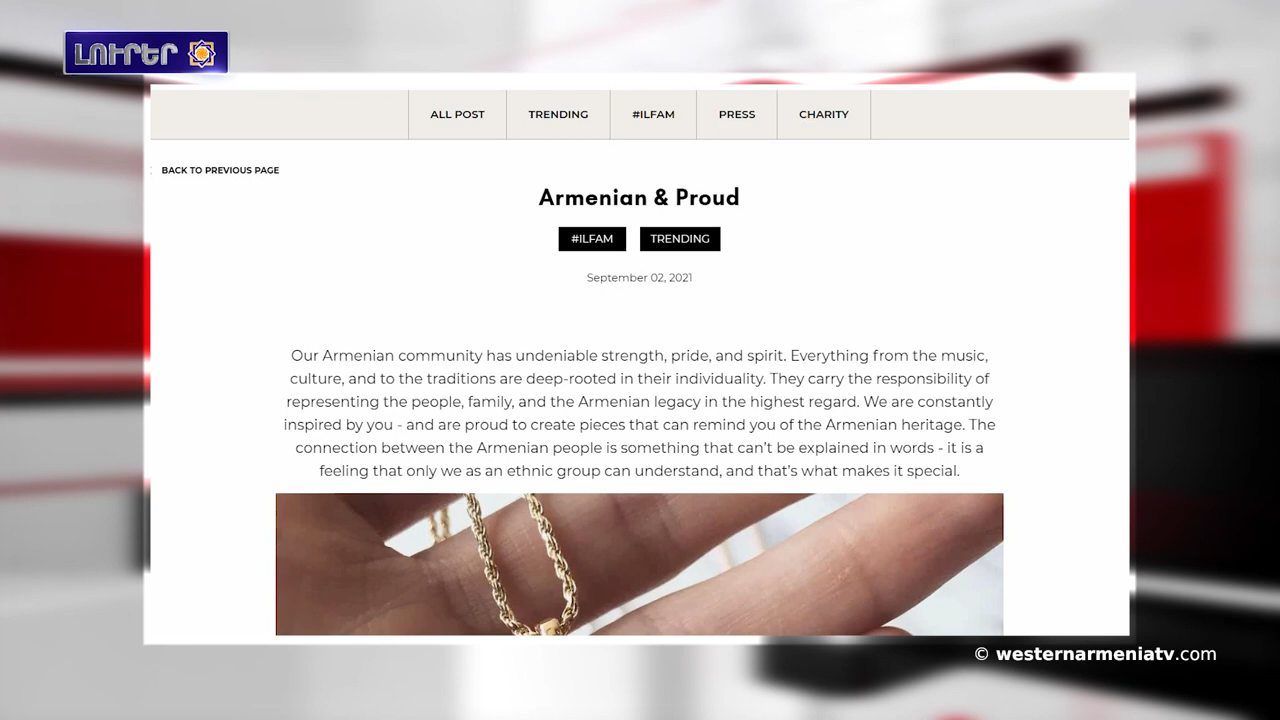 ԼՈՒՐԵՐ
ALL POST
TRENDING
#ILFAM
PRESS
CHARITY
BACK TO PREVIOUS PAGE
Armenian & Proud
#ILFAM
TRENDING
September 02, 2021
Our Armenian community has undeniable strength, pride, and spirit. Everything from the music,
culture, and to the traditions are deep-rooted in their individuality. They carry the responsibility of
representing the people, family, and the Armenian legacy in the highest regard. We are constantly
inspired by you - and are proud to create pieces that can remind you of the Armenian heritage. The
connection between the Armenian people is something that can't be explained in words - it is a
feeling that only we as an ethnic group can understand, and that's what makes it special.
© westernarmeniatv.com